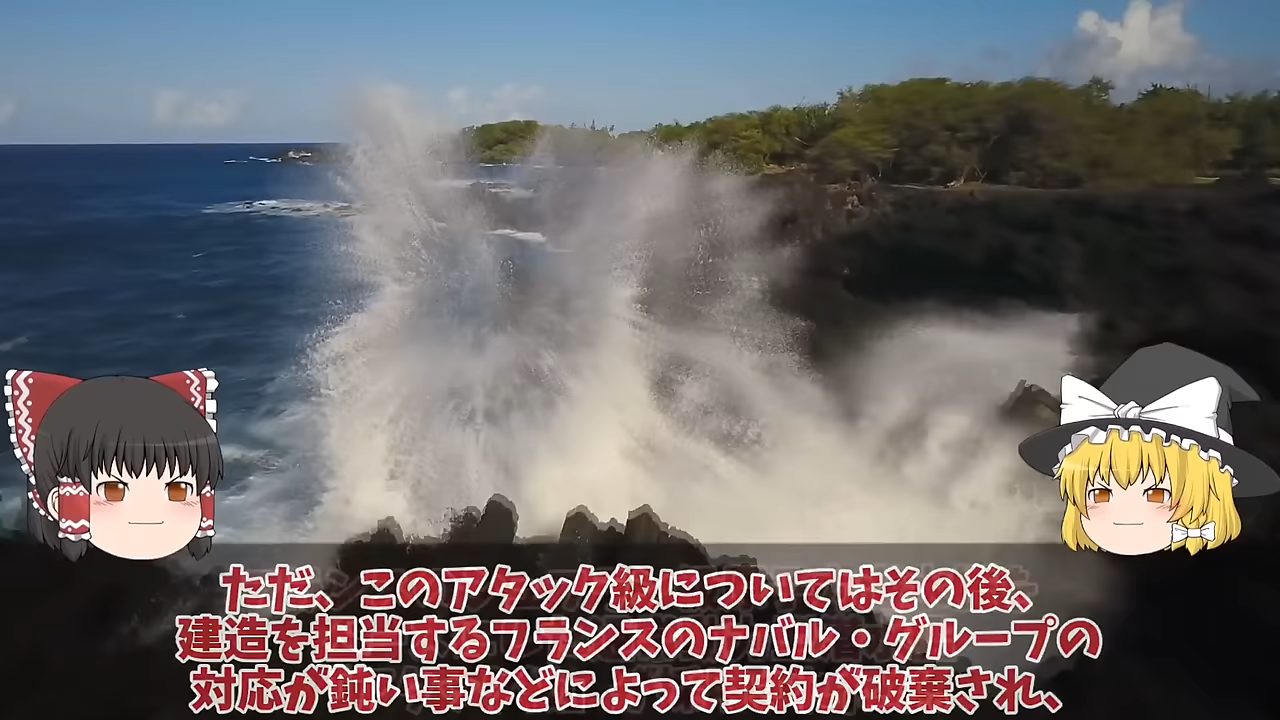 ただ、このアタック級についてはその後、
建造を担当するフランスのナバル・グループの
対応が鈍い事などによって契約が破棄され、